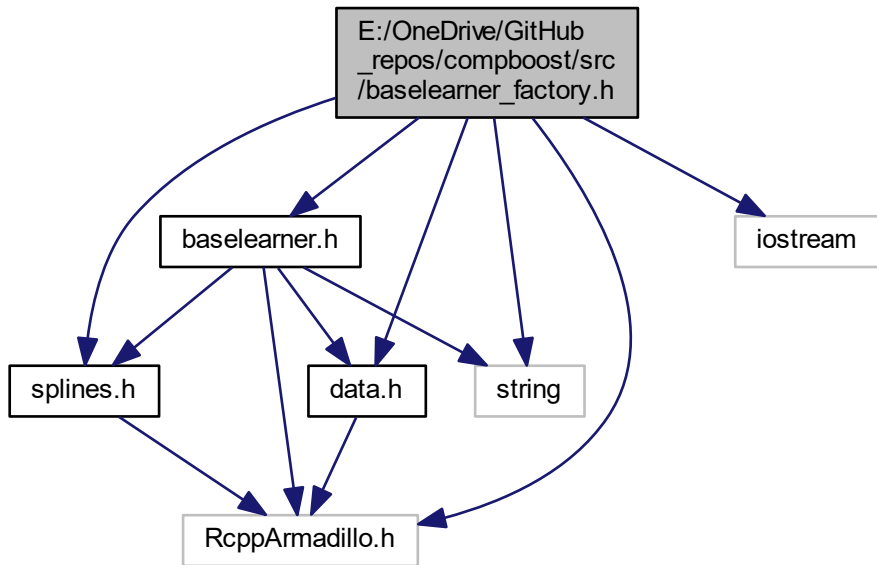 E:/OneDrive/GitHub
_repos/compboost/src
/baselearner_factory.h
baselearner.h
iostream
splines.h
data.h
string
RcppArmadillo.h